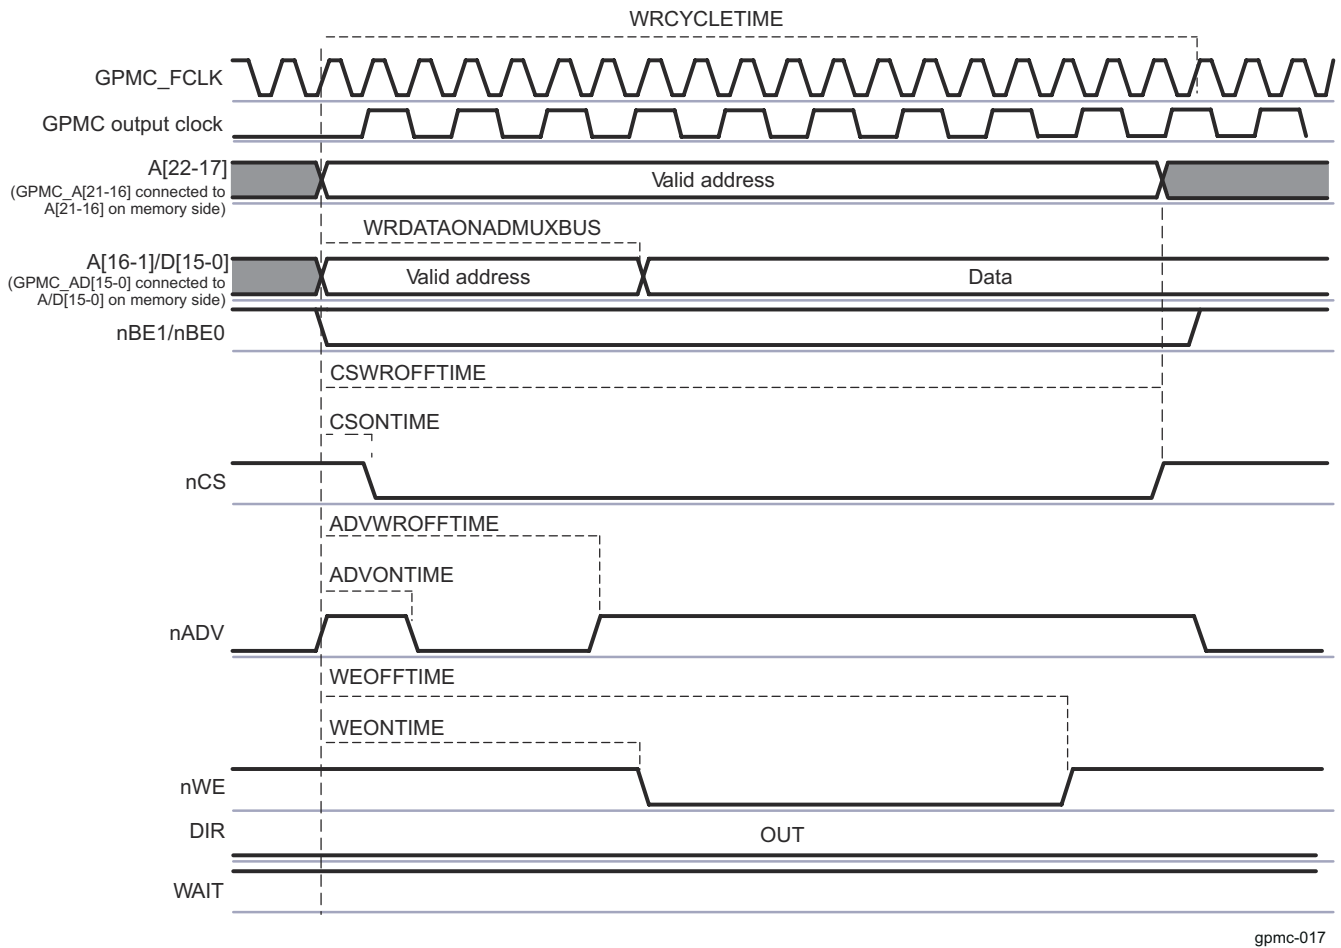 WRCYCLETIME
GPMC_FCLK
GPMC output clock
A[22-17]
(GPMC_A[21-16] connected to
A[21-16] on memory side)
Valid address
WRDATAONADMUXBUS
A[16-1]/D[15-0]
(GPMC_AD[15-0] connected to
A/D[15-0] on memory side)
Valid address
Data
nBE1/nBE0
CSWROFFTIME
CSONTIME
nCS
ADVWROFFTIME
ADVONTIME
nADV
WEOFFTIME
WEONTIME
nWE
DIR
OUT
WAIT
gpmc-017